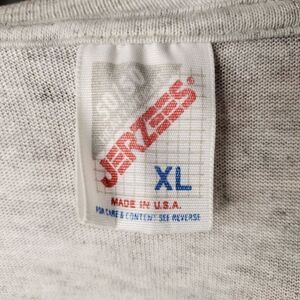 50/50
JERZEES®
XL
MADE IN U.S.A.
FOR CARE & CONTENT SEE REVERSE